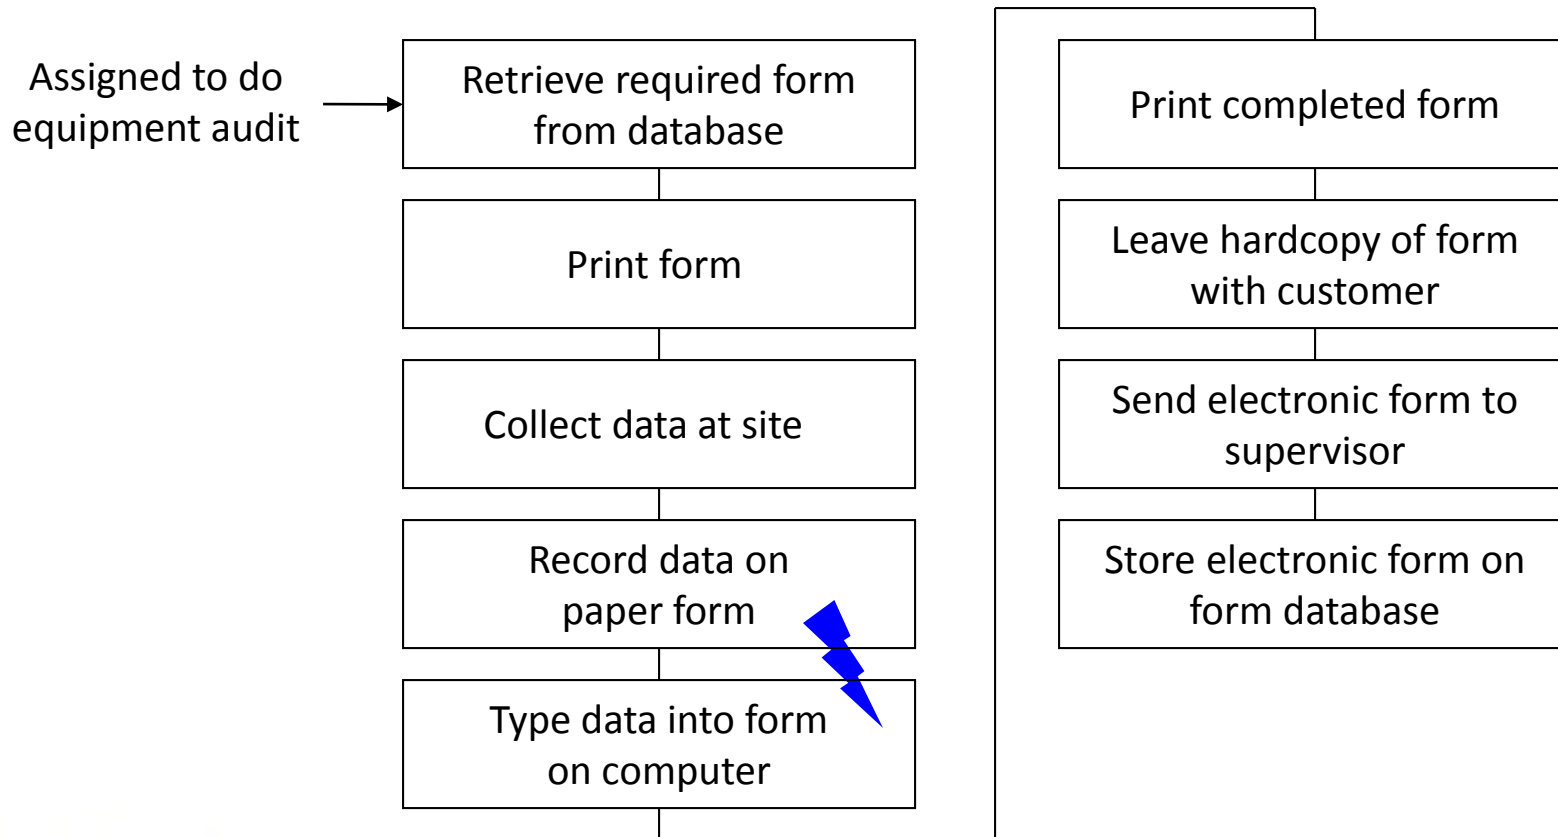 Assigned to do
equipment audit
Retrieve required form
from database
Print form
Collect data at site
Record data on
paper form
Type data into form
on computer
Print completed form
Leave hardcopy of form
with customer
Send electronic form to
supervisor
Store electronic form on
form database